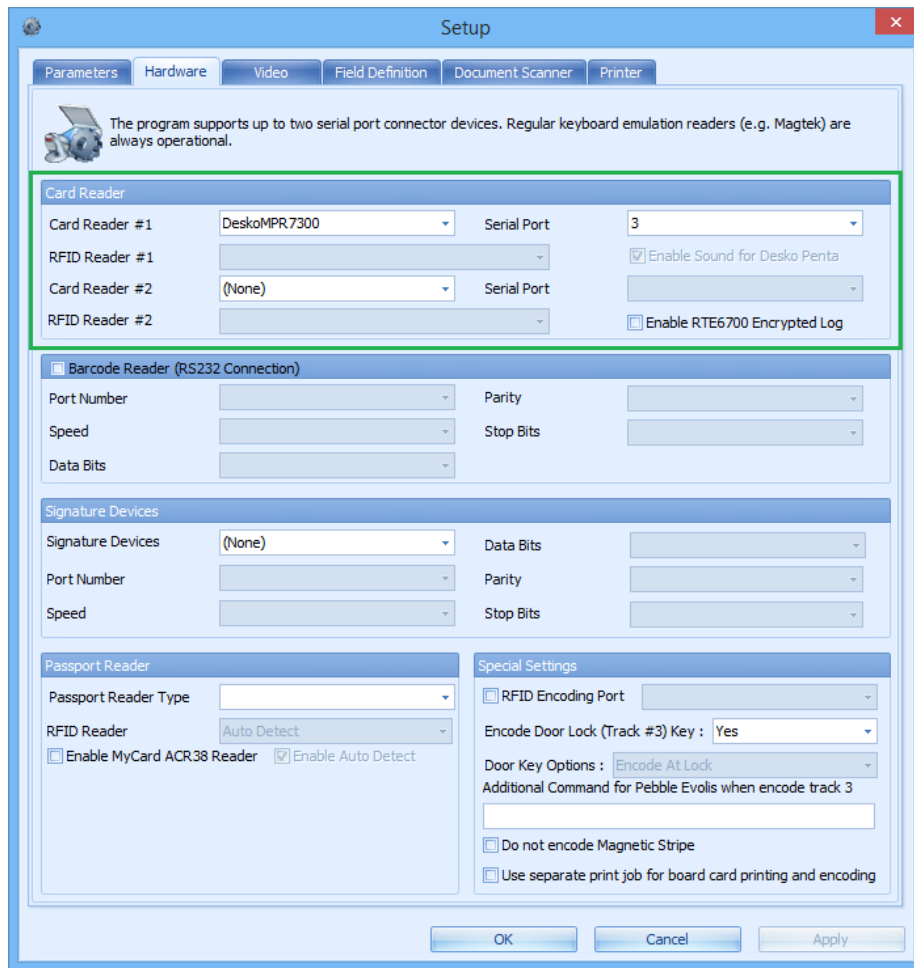 Setup
Parameters Hardware Video Field Definition Document Scanner Printer
The program supports up to two serial port connector devices. Regular keyboard emulation readers (e.g. Magtek) are
always operational.
Card Reader
Card Reader #1 DeskoMPR7300 Serial Port 3
RFID Reader #1 Enable Sound for Desko Penta
Card Reader #2 (None) Serial Port
RFID Reader #2 Enable RTE6700 Encrypted Log
Barcode Reader (RS232 Connection)
Port Number Parity
Speed Stop Bits
Data Bits
Signature Devices
Signature Devices (None) Data Bits
Port Number Parity
Speed Stop Bits
Passport Reader
Passport Reader Type
RFID Reader Auto Detect
Enable MyCard ACR38 Reader Enable Auto Detect
Special Settings
RFID Encoding Port
Encode Door Lock (Track #3) Key : Yes
Door Key Options : Encode At Lock
Additional Command for Pebble Evolis when encode track 3
Do not encode Magnetic Stripe
Use separate print job for board card printing and encoding
OK Cancel Apply